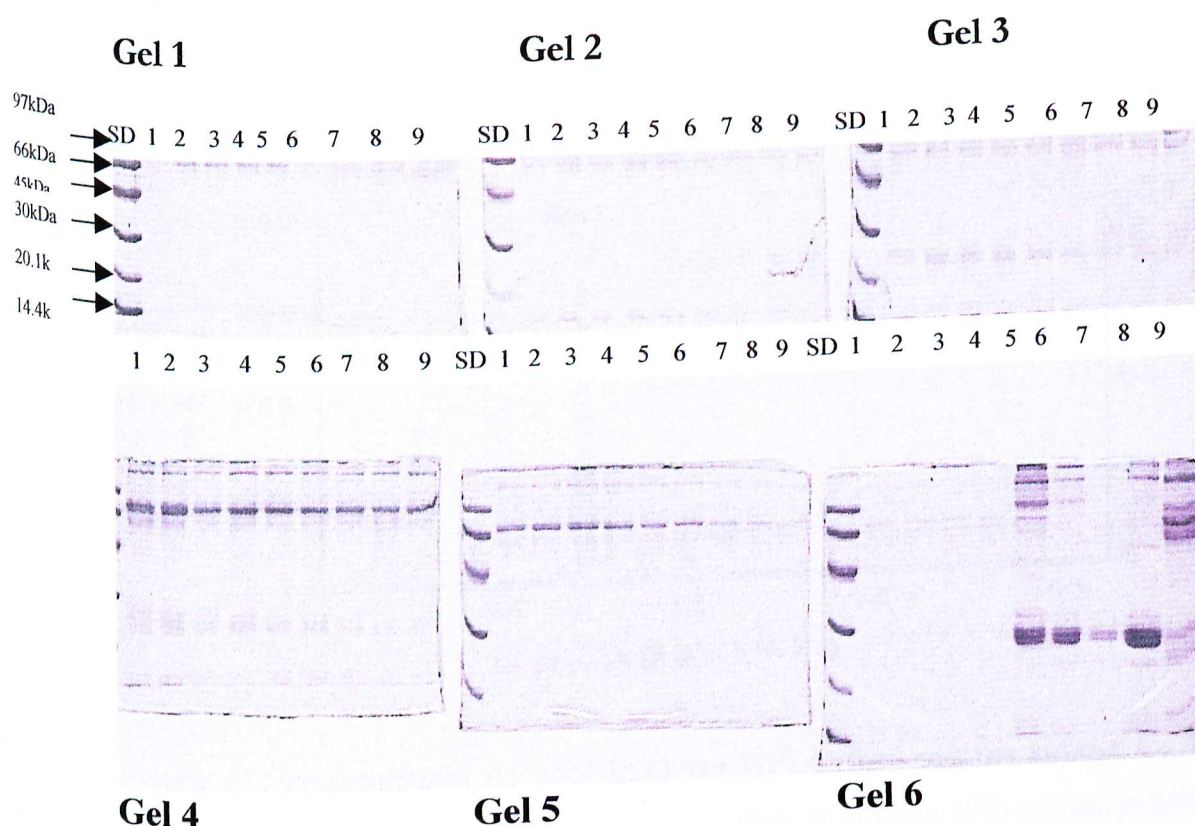 Gel 1
Gel 2
Gel 3
97kDa
SD 1 2 3 4 5 6 7 8 9
SD 1 2 3 4 5 6 7 8 9
SD 1 2 3 4 5 6 7 8 9
66kDa
45kDa
30kDa
20.1k
14.4k
1 2 3 4 5 6 7 8 9
SD 1 2 3 4 5 6 7 8 9
SD 1 2 3 4 5 6 7 8 9
Gel 4
Gel 5
Gel 6